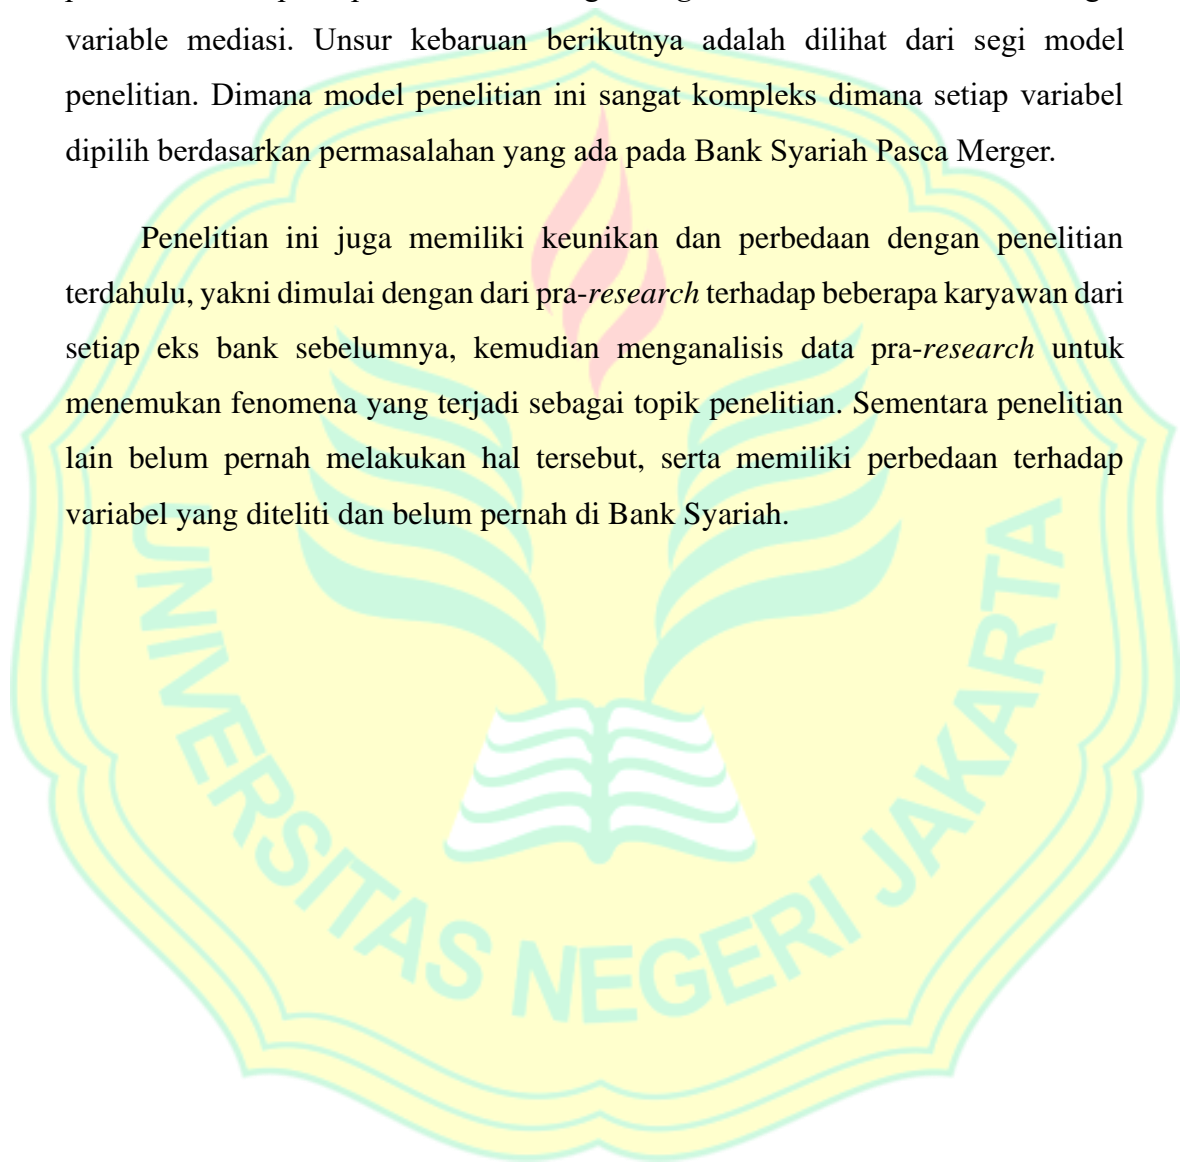 variable mediasi. Unsur kebaruan berikutnya adalah dilihat dari segi model
penelitian. Dimana model penelitian ini sangat kompleks dimana setiap variabel
dipilih berdasarkan permasalahan yang ada pada Bank Syariah Pasca Merger.
Penelitian ini juga memiliki keunikan dan perbedaan dengan penelitian
terdahulu, yakni dimulai dengan dari pra-research terhadap beberapa karyawan dari
setiap eks bank sebelumnya, kemudian menganalisis data pra-research untuk
menemukan fenomena yang terjadi sebagai topik penelitian. Sementara penelitian
lain belum pernah melakukan hal tersebut, serta memiliki perbedaan terhadap
variabel yang diteliti dan belum pernah di Bank Syariah.
UNIVERSITAS NEGERI JAKARTA